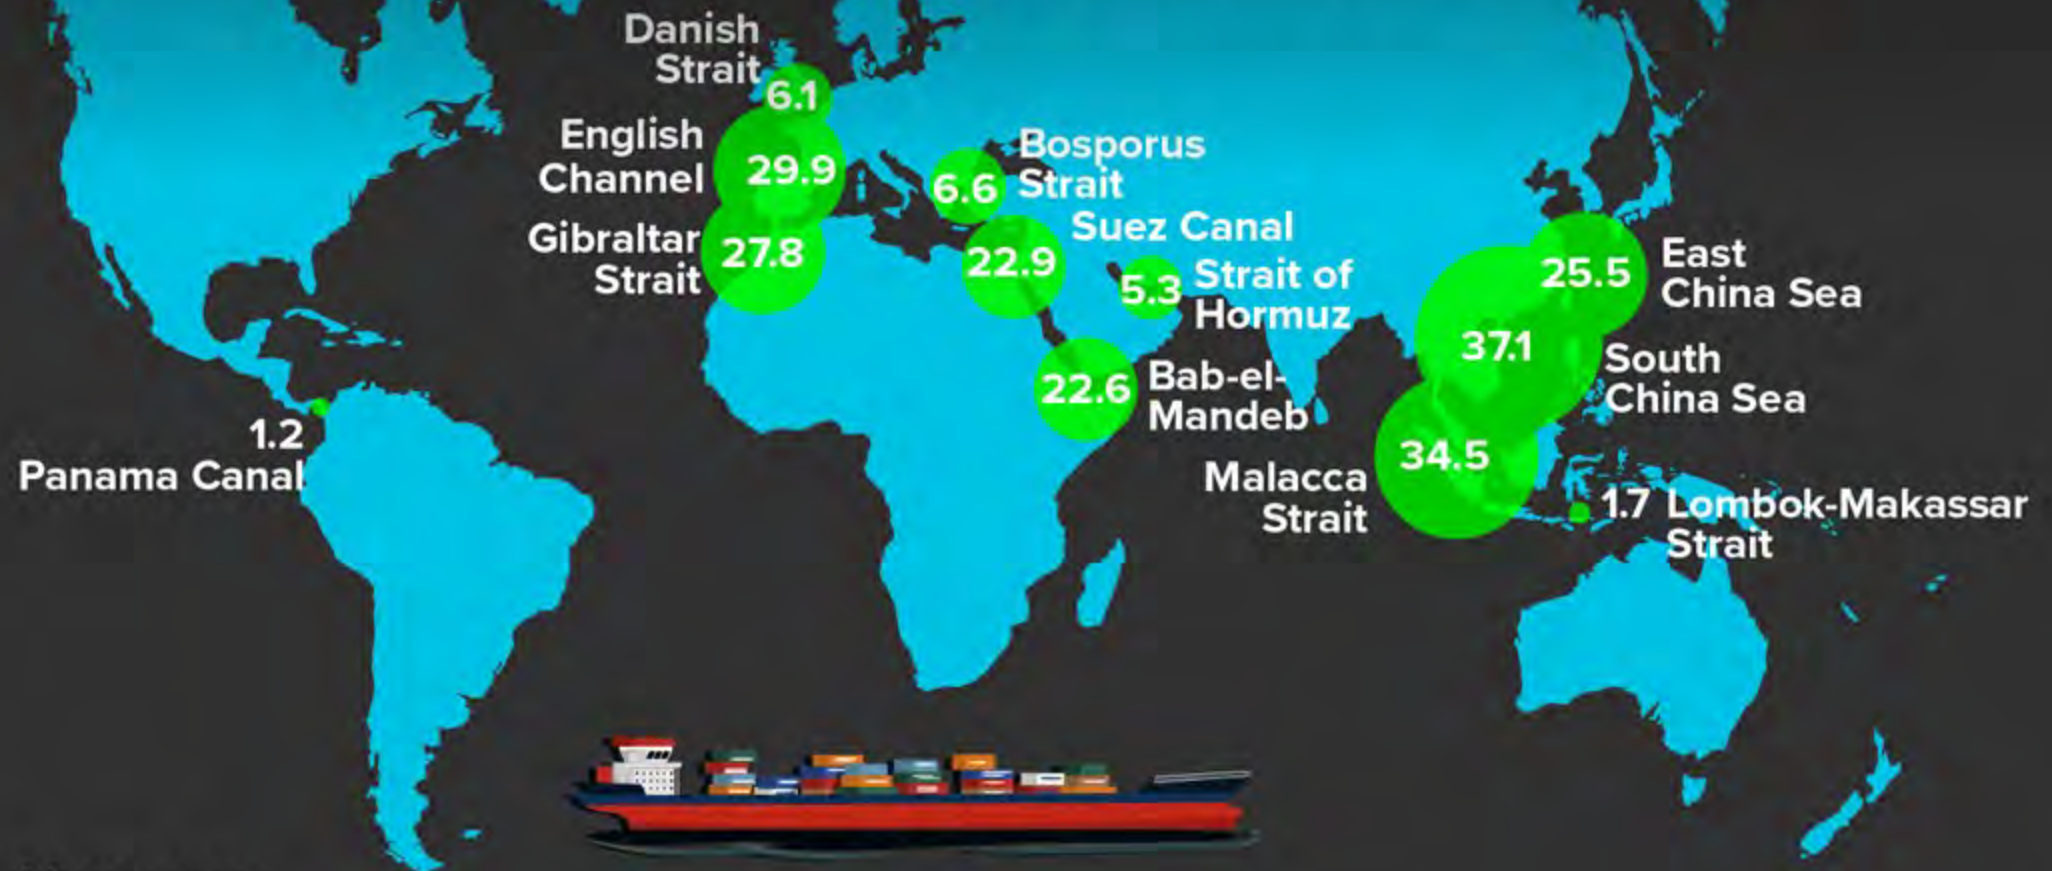 Danish
Strait
6.1
English
Channel
29.9
Bosporus
Strait
6.6
Gibraltar
Strait
27.8
Suez Canal
22.9
Strait of
Hormuz
5.3
East
China Sea
25.5
South
China Sea
37.1
Bab-el-
Mandeb
22.6
1.2
Panama Canal
Malacca
Strait
34.5
1.7 Lombok-Makassar
Strait